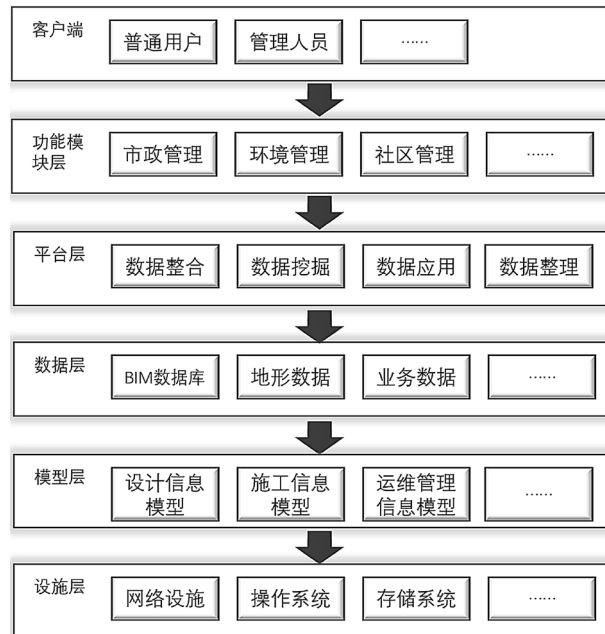 客户端
普通用户
管理人员
……
功能模
块层
市政管理
环境管理
社区管理
……
平台层
数据整合
数据挖掘
数据应用
数据整理
数据层
BIM数据库
地形数据
业务数据
……
模型层
设计信息
模型
施工信息
模型
运维管理
信息模型
……
设施层
网络设施
操作系统
存储系统
……